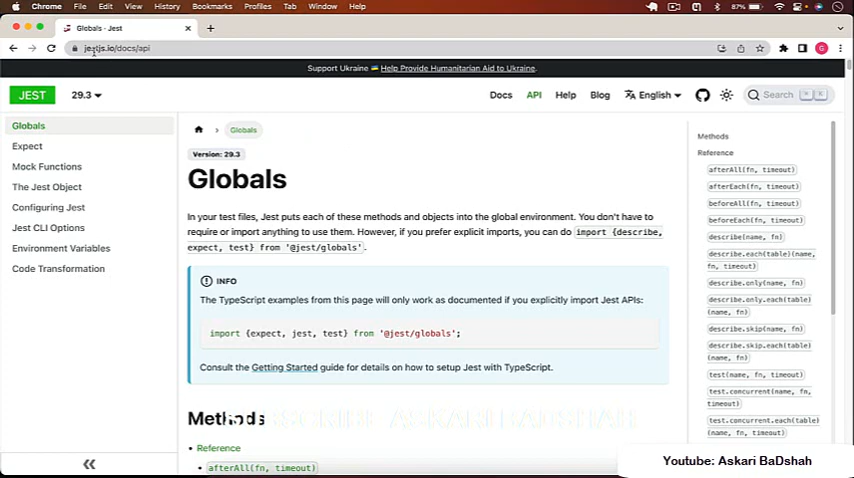 Chrome File Edit View History Bookmarks Profiles Tab Window Help 87%
Globals - Jest
jestjs.io/docs/api
Support Ukraine Help Provide Humanitarian Aid to Ukraine.
JEST 29.3 Docs API Help Blog English Search
Globals
Expect
Mock Functions
The Jest Object
Configuring Jest
Jest CLI Options
Environment Variables
Code Transformation
Globals
Version: 29.3
Globals
In your test files, Jest puts each of these methods and objects into the global environment. You don't have to
require or import anything to use them. However, if you prefer explicit imports, you can do import {describe,
expect, test} from '@jest/globals'.
INFO
The TypeScript examples from this page will only work as documented if you explicitly import Jest APIs:
import {expect, jest, test} from '@jest/globals';
Consult the Getting Started guide for details on how to setup Jest with TypeScript.
Methods
SUBSCRIBE ASKARI BADSHAH
Reference
afterAll(fn, timeout)
Methods
Reference
afterAll(fn, timeout)
afterEach(fn, timeout)
beforeAll(fn, timeout)
beforeEach(fn, timeout)
describe(name, fn)
describe.each(table)(name,
fn, timeout)
describe.only(name, fn)
describe.only.each(table)
(name, fn)
describe.skip(name, fn)
describe.skip.each(table)
(name, fn)
test(name, fn, timeout)
test.concurrent(name, fn,
timeout)
test.concurrent.each(table)
(name, fn, timeout)
Youtube: Askari BaDshah